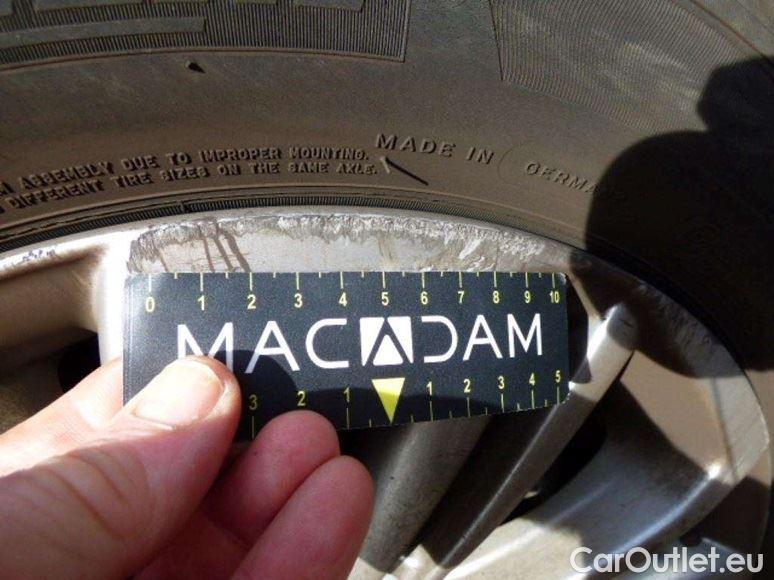 ASSEMBLY DUE TO IMPROPER MOUNTING.
DIFFERENT TIRE SIZES ON THE SAME AXLE.
MADE IN GERMANY
0 1 2 3 4 5 6 7 8 9 10
MACADAM
3 2 1 1 2 3 4 5
CarOutlet.eu